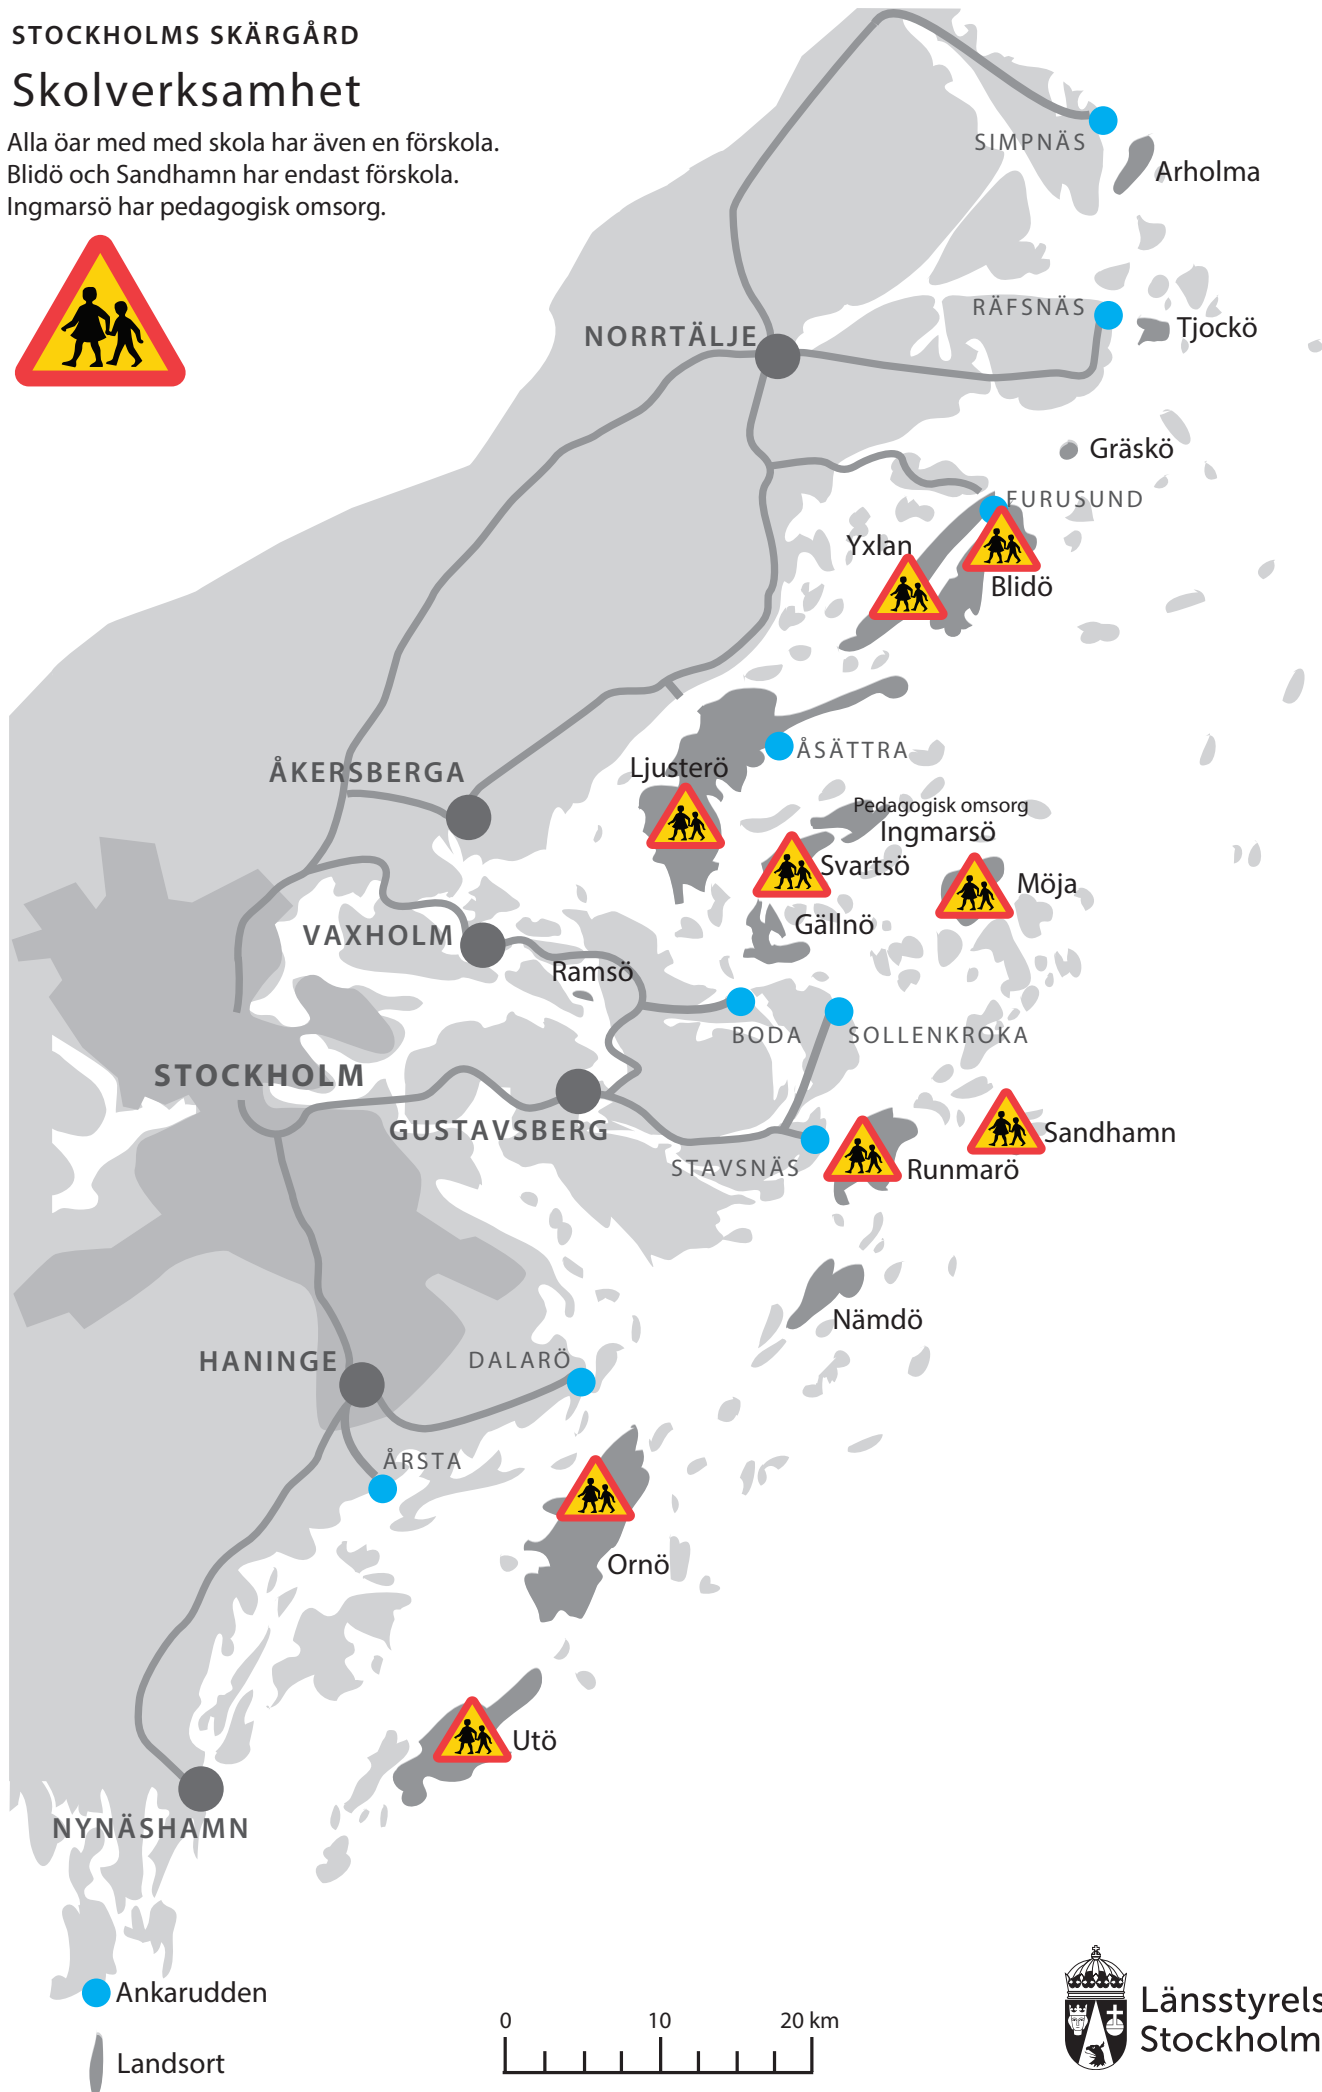 STOCKHOLMS SKÄRGÅRD
Skolverksamhet
Alla öar med med skola har även en förskola.
Blidö och Sandhamn har endast förskola.
Ingmarsö har pedagogisk omsorg.
SIMPNÄS
Arholma
RÄFSNÄS
Tjockö
NORRTÄLJE
Gräskö
FURUSUND
Yxlan
Blidö
ÅSÄTTRA
Ljusterö
ÅKERSBERGA
Pedagogisk omsorg
Ingmarsö
Svartsö
Möja
Gällnö
VAXHOLM
Ramsö
BODA
SOLLENKROKA
STOCKHOLM
GUSTAVSBERG
Sandhamn
STAVSNÄS
Runmarö
Nämdö
HANINGE
DALARÖ
ÅRSTA
Ornö
Utö
NYNÄSHAMN
Ankarudden
Landsort
0 10 20 km
Länsstyrels
Stockholm